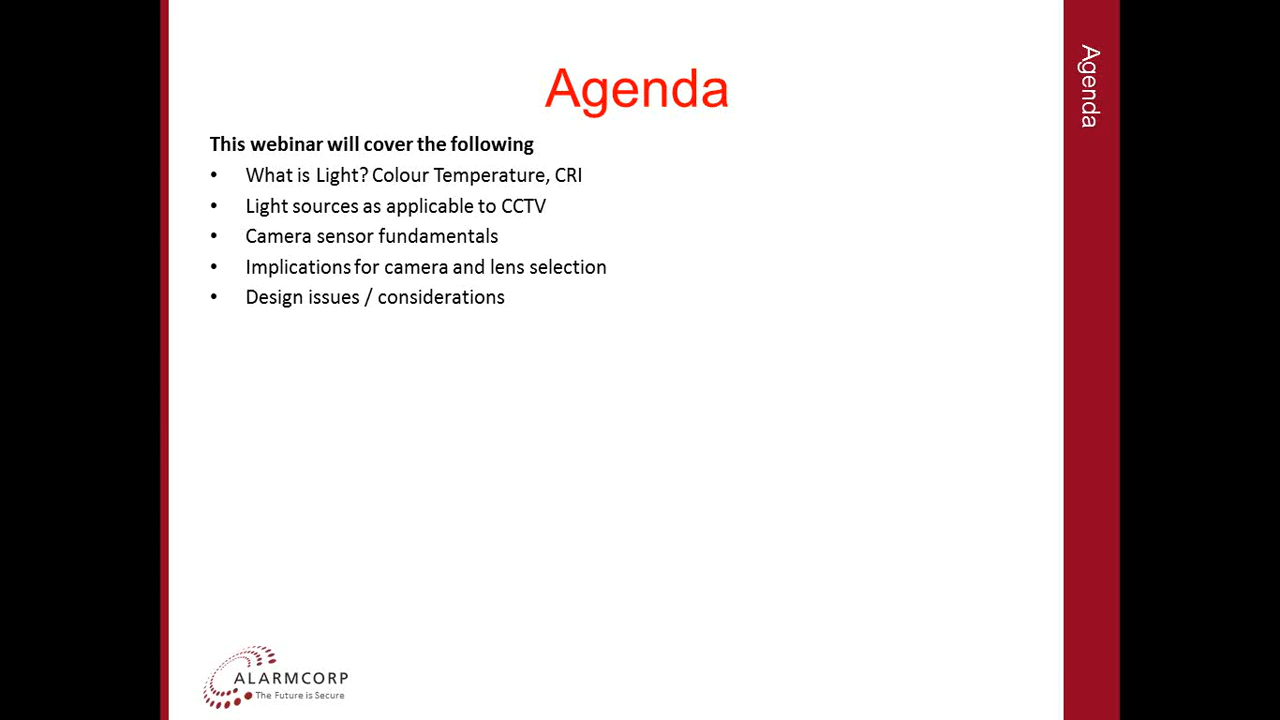 Agenda
This webinar will cover the following
• What is Light? Colour Temperature, CRI
• Light sources as applicable to CCTV
• Camera sensor fundamentals
• Implications for camera and lens selection
• Design issues / considerations
Agenda
ALARMCORP
The Future is Secure